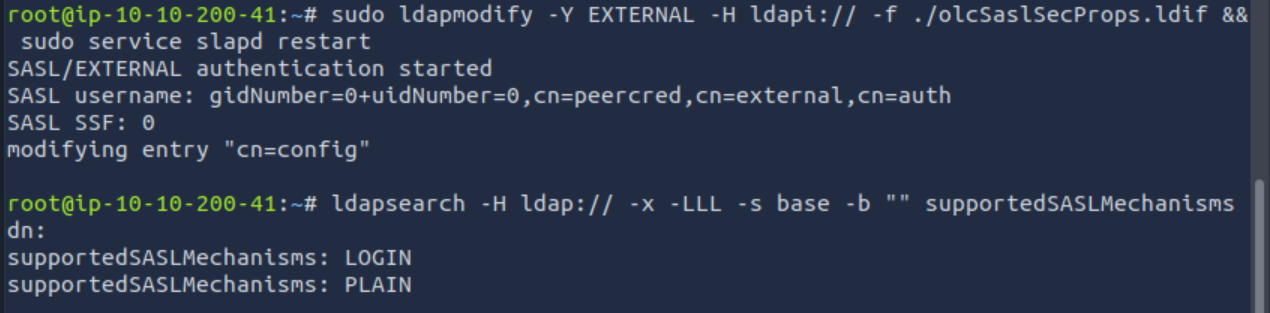 root@ip-10-10-200-41:~# sudo ldapmodify -Y EXTERNAL -H ldapi:// -f ./olcSaslSecProps.ldif &&
sudo service slapd restart
SASL/EXTERNAL authentication started
SASL username: gidNumber=0+uidNumber=0,cn=peercred,cn=external,cn=auth
SASL SSF: 0
modifying entry "cn=config"
root@ip-10-10-200-41:~# ldapsearch -H ldap:// -x -LLL -s base -b "" supportedSASLMechanisms
dn:
supportedSASLMechanisms: LOGIN
supportedSASLMechanisms: PLAIN